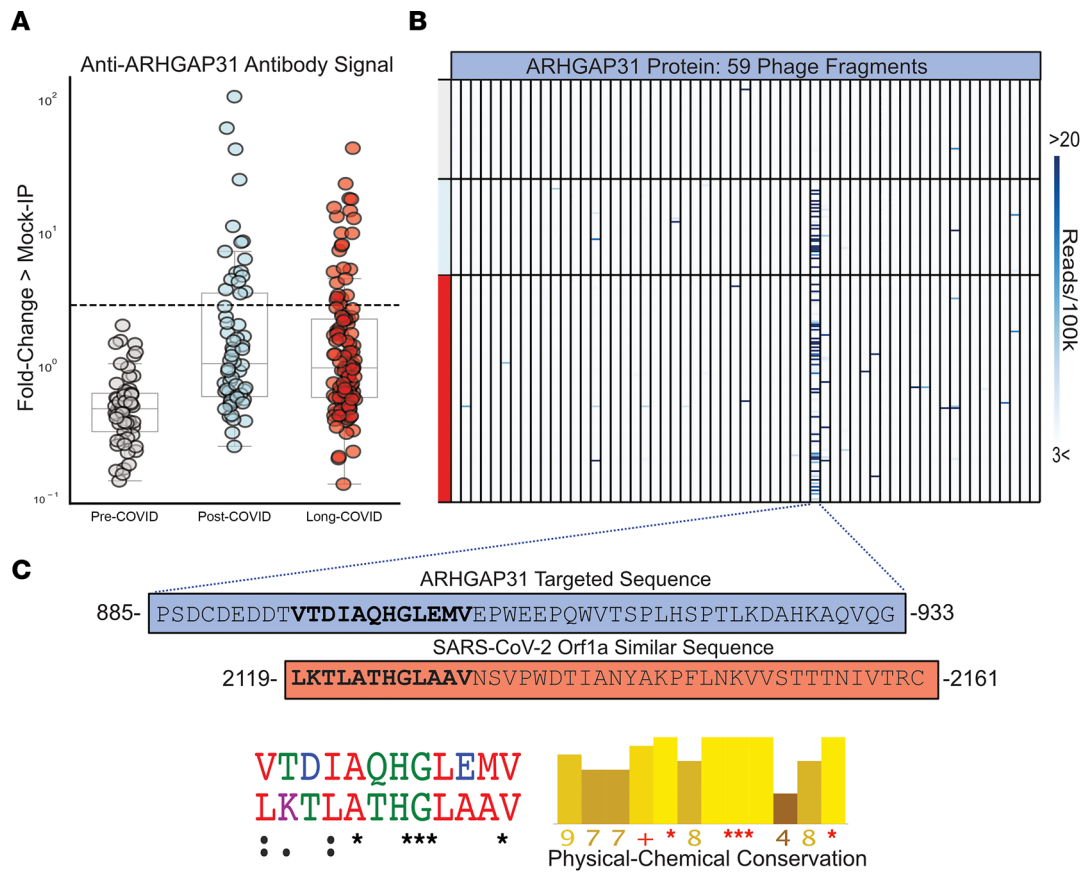 A
Anti-ARHGAP31 Antibody Signal
Fold-Change > Mock-IP
10²
10¹
10⁰
10⁻¹
Pre-COVID Post-COVID Long-COVID
B
ARHGAP31 Protein: 59 Phage Fragments
>20
Reads/100k
3<
C
ARHGAP31 Targeted Sequence
885- PSDCDEDDTVTDIAQHGLEMVEPWEEPQWVTSPLHSPTLKDAHKAQVQG -933
SARS-CoV-2 Orf1a Similar Sequence
2119- LKTLATHGLAAVNSVPWDTIANYAKPFLNKVVSTTTNIVTRC -2161
VTDIAQHGLEMV
LKTLATHGLAAV
: . : * *** *
: :
9 7 7 + * 8 *** 4 8 *
Physical-Chemical Conservation